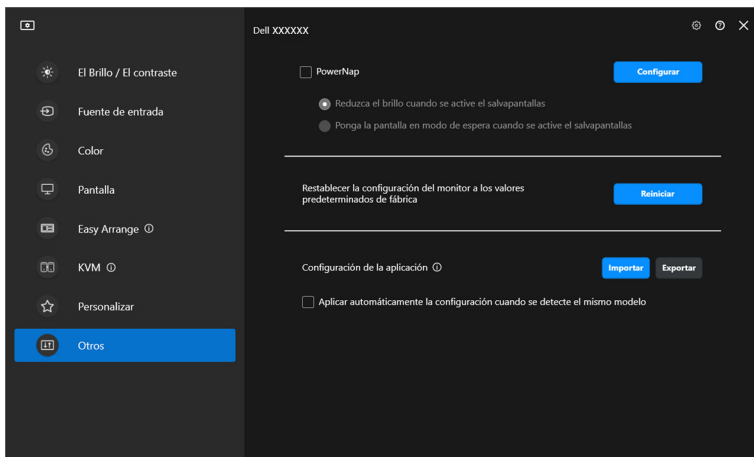 Dell XXXXXX
El Brillo / El contraste
Fuente de entrada
Color
Pantalla
Easy Arrange
KVM
Personalizar
Otros
PowerNap
Configurar
Reduzca el brillo cuando se active el salvapantallas
Ponga la pantalla en modo de espera cuando se active el salvapantallas
Restablecer la configuración del monitor a los valores
predeterminados de fábrica
Reiniciar
Configuración de la aplicación
Importar
Exportar
Aplicar automáticamente la configuración cuando se detecte el mismo modelo